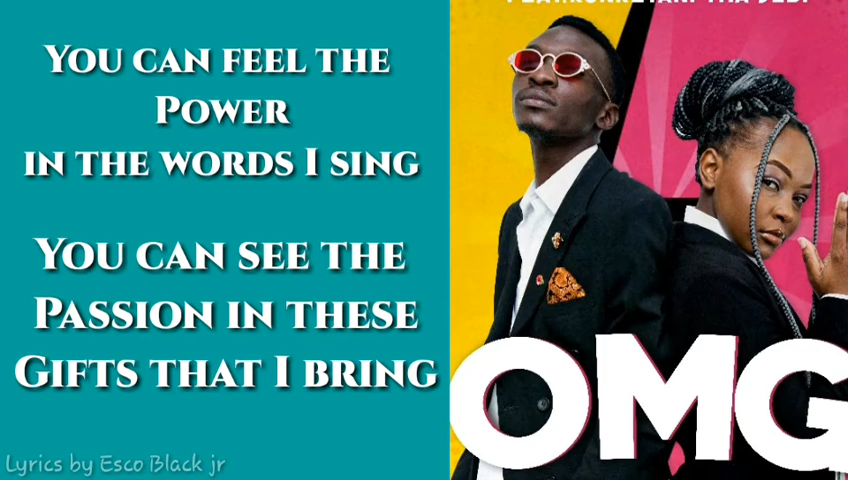 You can feel the
Power
in the words I sing
You can see the
Passion in these
Gifts that I bring
Lyrics by Esco Black jr
OMG